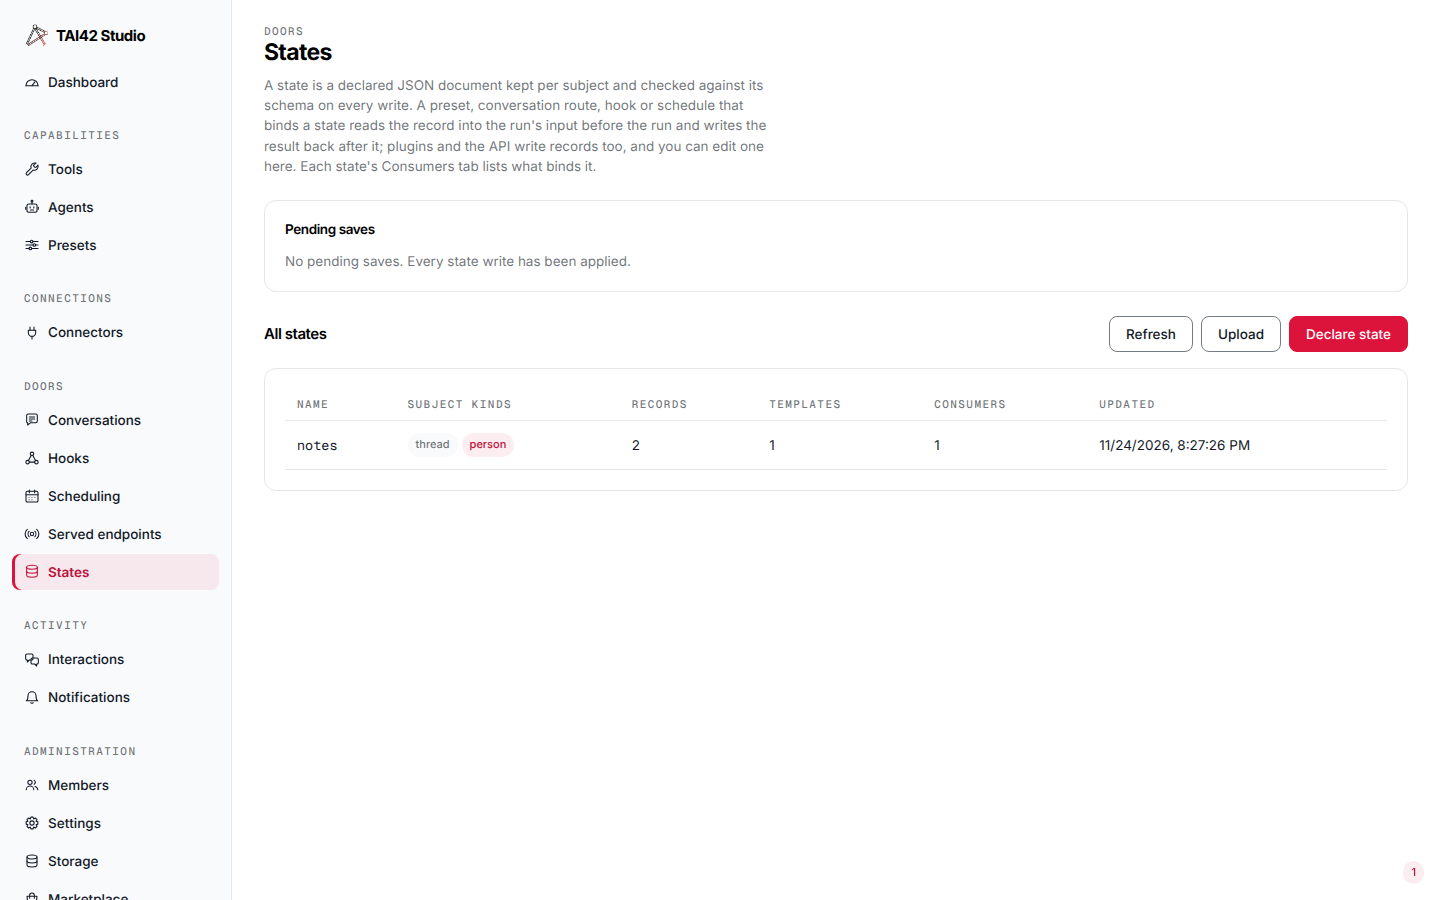 TAI42 Studio
Dashboard
CAPABILITIES
Tools
Agents
Presets
CONNECTIONS
Connectors
DOORS
Conversations
Hooks
Scheduling
Served endpoints
States
ACTIVITY
Interactions
Notifications
ADMINISTRATION
Members
Settings
Storage
Marketplace
DOORS
States
A state is a declared JSON document kept per subject and checked against its
schema on every write. A preset, conversation route, hook or schedule that
binds a state reads the record into the run's input before the run and writes the
result back after it; plugins and the API write records too, and you can edit one
here. Each state's Consumers tab lists what binds it.
Pending saves
No pending saves. Every state write has been applied.
All states
Refresh Upload Declare state
NAME SUBJECT KINDS RECORDS TEMPLATES CONSUMERS UPDATED
notes thread person 2 1 1 11/24/2026, 8:27:26 PM
1